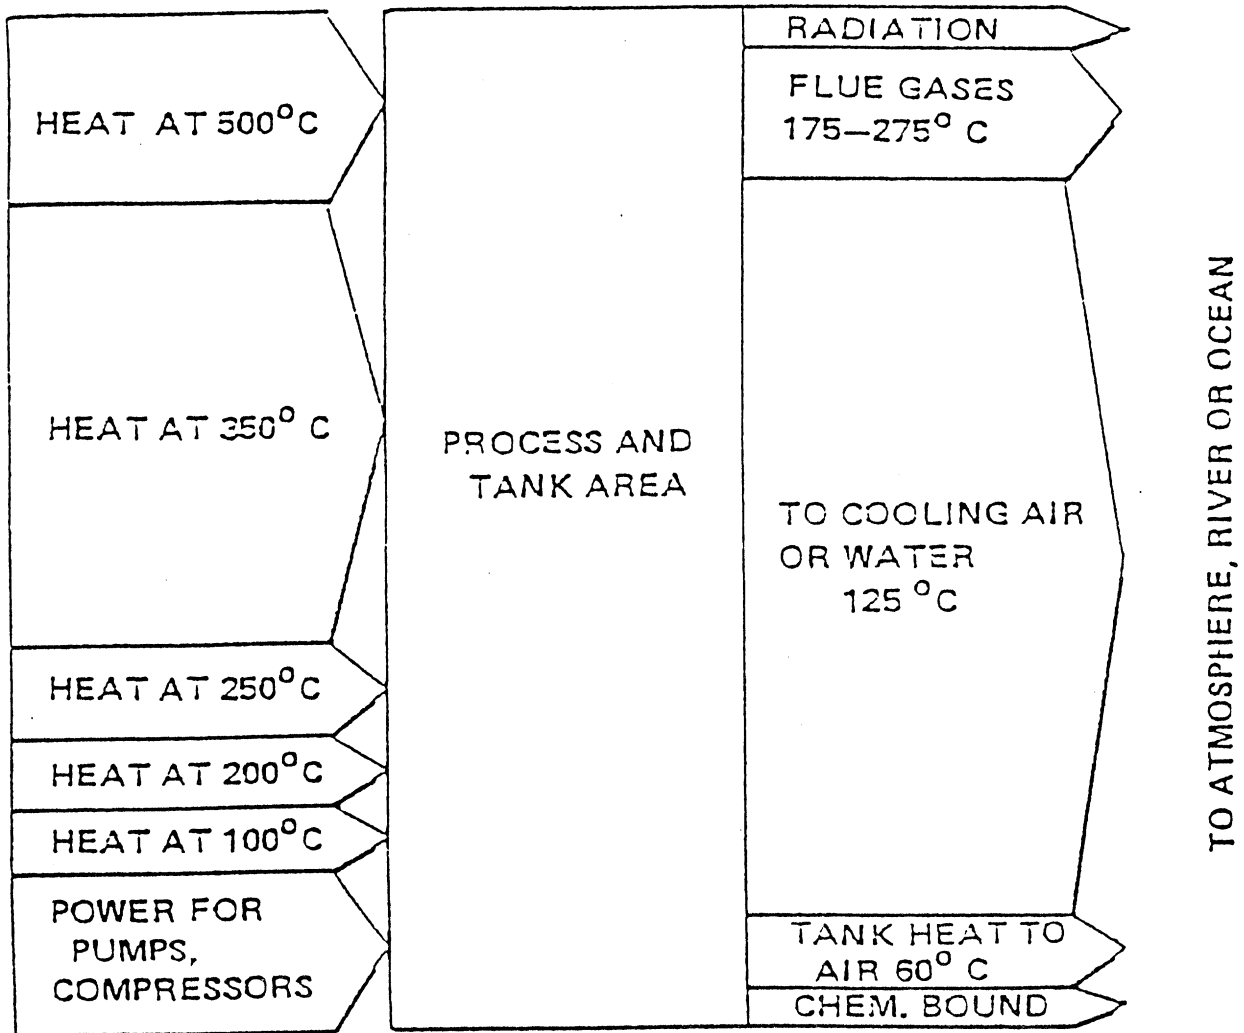 HEAT AT 500°C
HEAT AT 350° C
HEAT AT 250°C
HEAT AT 200°C
HEAT AT 100°C
POWER FOR
PUMPS,
COMPRESSORS
PROCESS AND
TANK AREA
RADIATION
FLUE GASES
175–275° C
TO COOLING AIR
OR WATER
125 °C
TANK HEAT TO
AIR 60° C
CHEM. BOUND
TO ATMOSPHERE, RIVER OR OCEAN